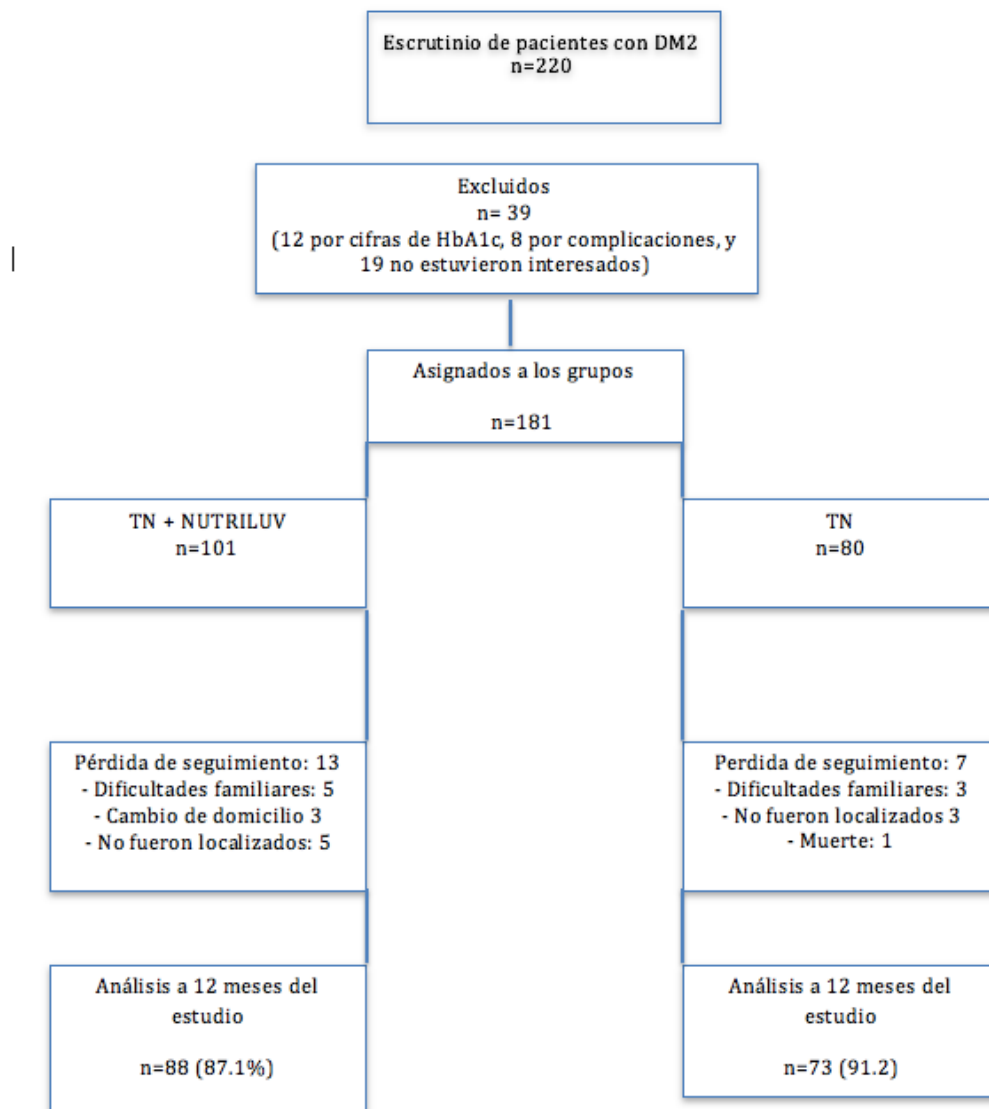 Escrutinio de pacientes con DM2
n=220
Excluidos
n= 39
(12 por cifras de HbA1c, 8 por complicaciones, y
19 no estuvieron interesados)
Asignados a los grupos
n=181
TN + NUTRILUV
n=101
TN
n=80
Pérdida de seguimiento: 13
- Dificultades familiares: 5
- Cambio de domicilio 3
- No fueron localizados: 5
Perdida de seguimiento: 7
- Dificultades familiares: 3
- No fueron localizados 3
- Muerte: 1
Análisis a 12 meses del
estudio
n=88 (87.1%)
Análisis a 12 meses del
estudio
n=73 (91.2)